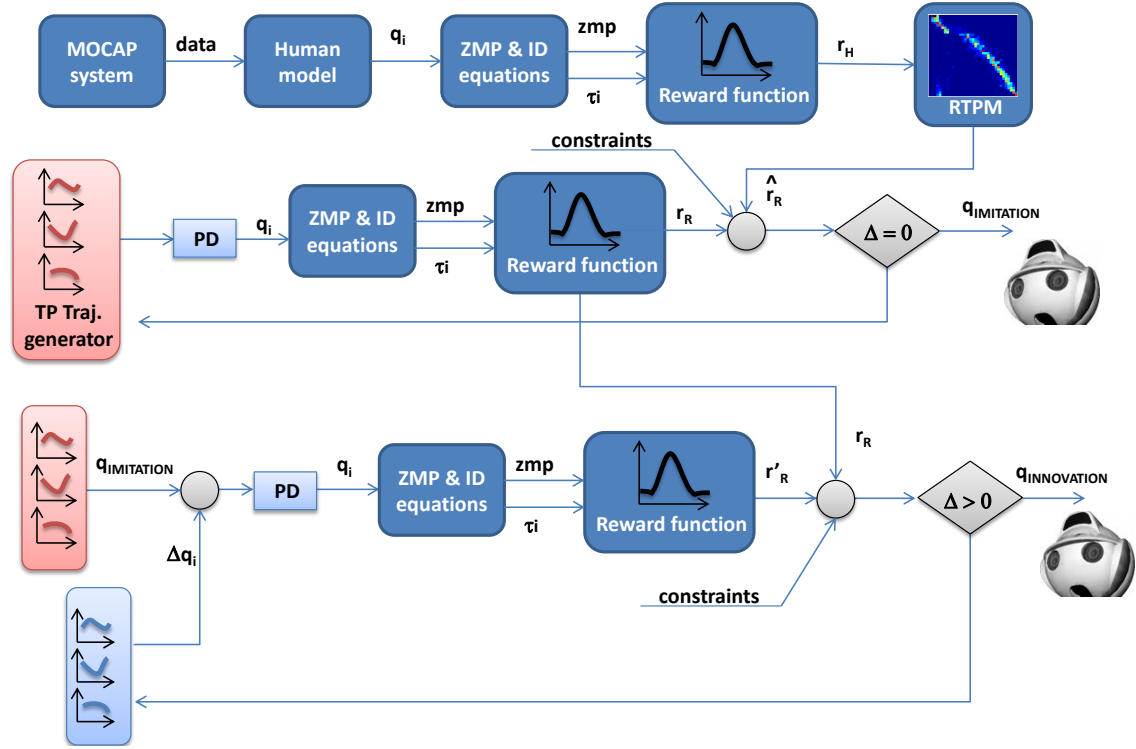 MOCAP
system
data
Human
model
qi
ZMP & ID
equations
zmp
τi
Reward function
rH
RTPM
constraints
TP Traj.
generator
PD
qi
ZMP & ID
equations
zmp
τi
Reward function
rR
^
rR
Δ = 0
qIMITATION
qIMITATION
Δqi
PD
qi
ZMP & ID
equations
zmp
τi
Reward function
r'R
rR
constraints
Δ > 0
qINNOVATION